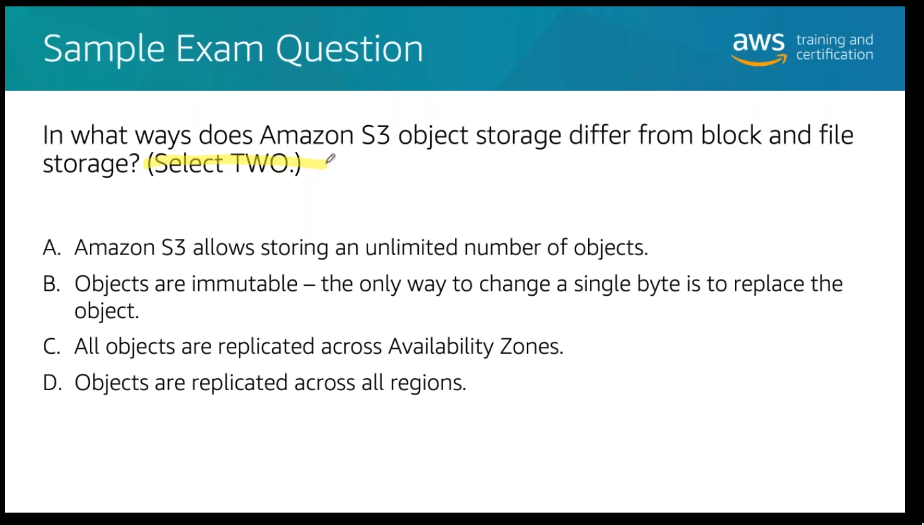 Sample Exam Question
aws training and
certification
In what ways does Amazon S3 object storage differ from block and file
storage? (Select TWO.)
A. Amazon S3 allows storing an unlimited number of objects.
B. Objects are immutable – the only way to change a single byte is to replace the
object.
C. All objects are replicated across Availability Zones.
D. Objects are replicated across all regions.